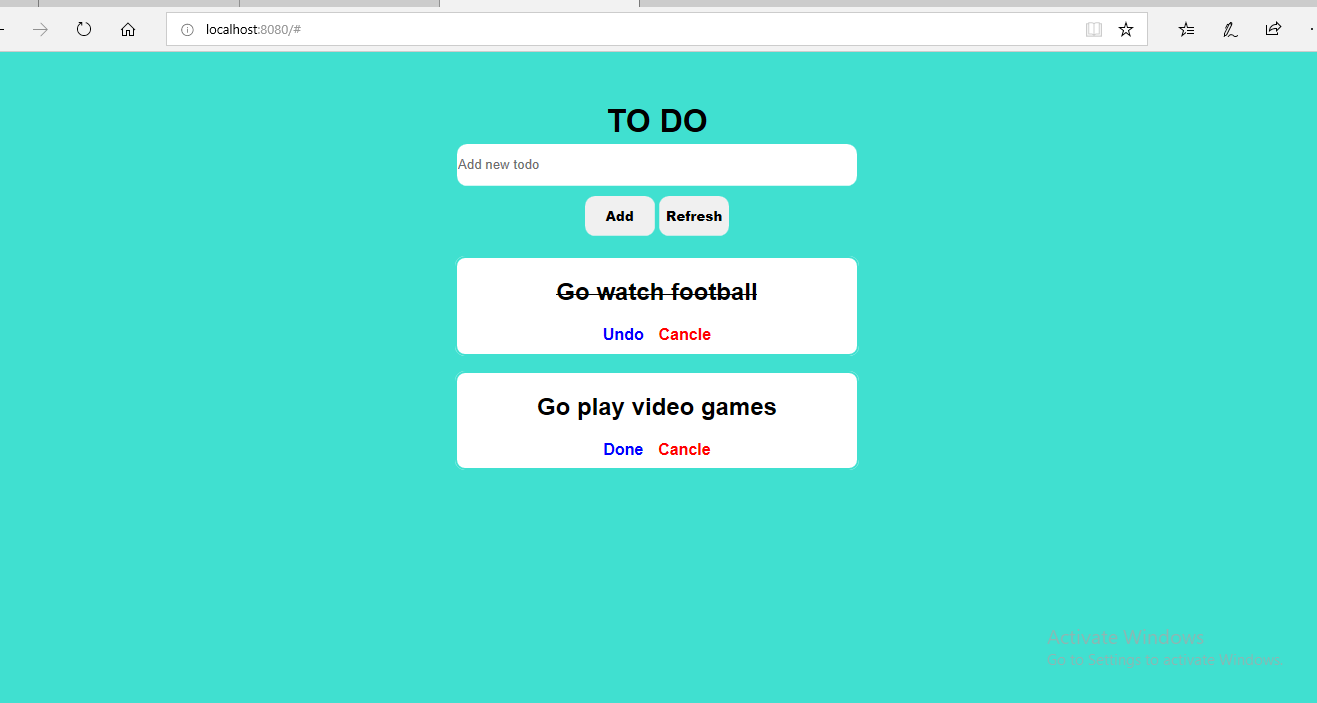 localhost:8080/#
TO DO
Add new todo
Add Refresh
Go watch football
Undo Cancle
Go play video games
Done Cancle
Activate Windows
Go to Settings to activate Windows.